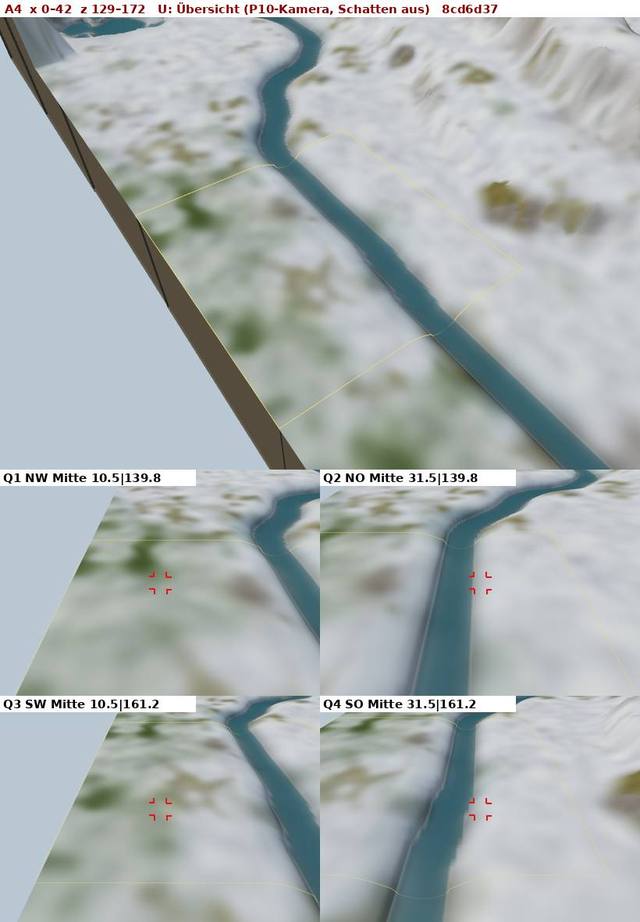 A4 x 0-42 z 129-172 U: Übersicht (P10-Kamera, Schatten aus) 8cd6d37
Q1 NW Mitte 10.5|139.8
Q2 NO Mitte 31.5|139.8
Q3 SW Mitte 10.5|161.2
Q4 SO Mitte 31.5|161.2